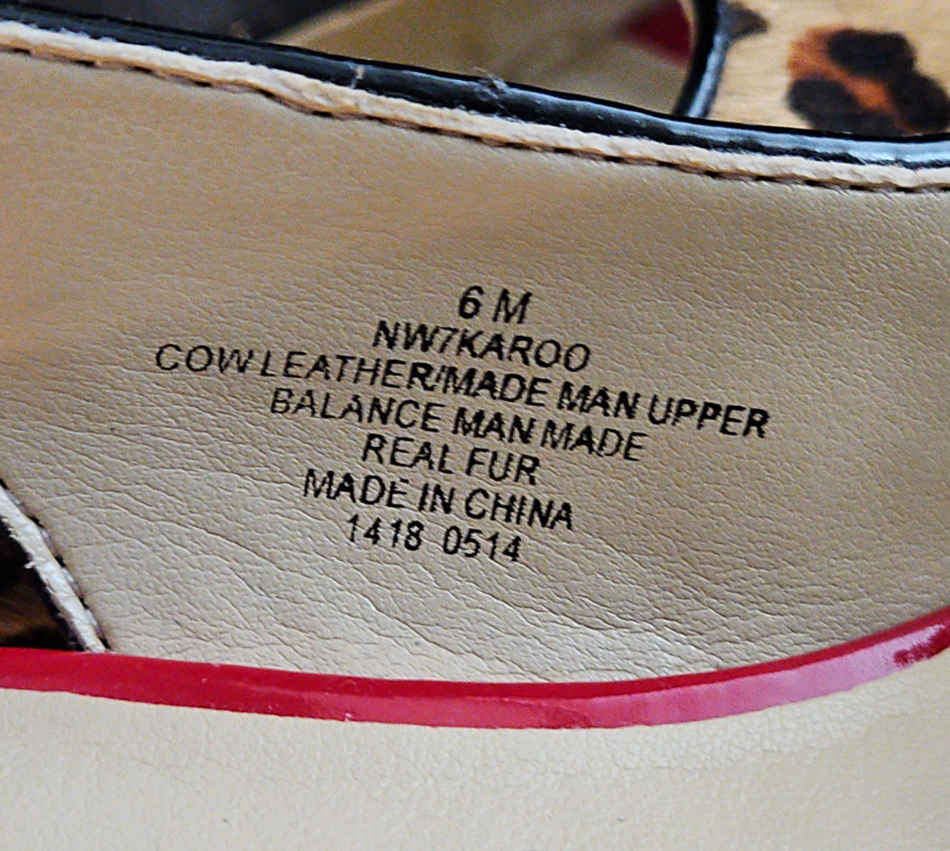 6 M
NW7KAROO
COW LEATHER/MADE MAN UPPER
BALANCE MAN MADE
REAL FUR
MADE IN CHINA
1418 0514